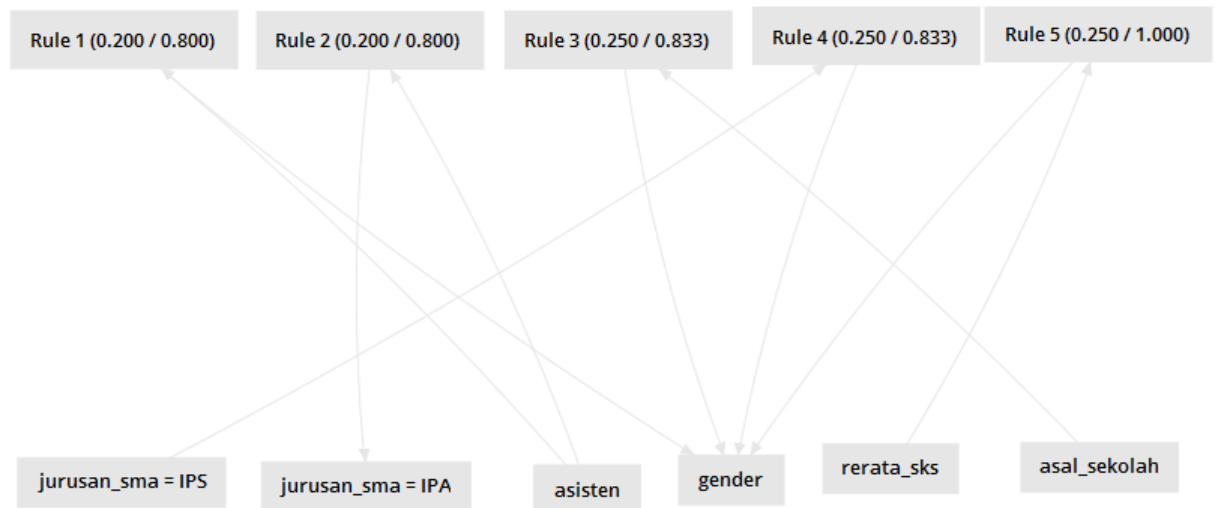 Rule 1 (0.200 / 0.800)
Rule 2 (0.200 / 0.800)
Rule 3 (0.250 / 0.833)
Rule 4 (0.250 / 0.833)
Rule 5 (0.250 / 1.000)
jurusan_sma = IPS
jurusan_sma = IPA
asisten
gender
rerata_sks
asal_sekolah